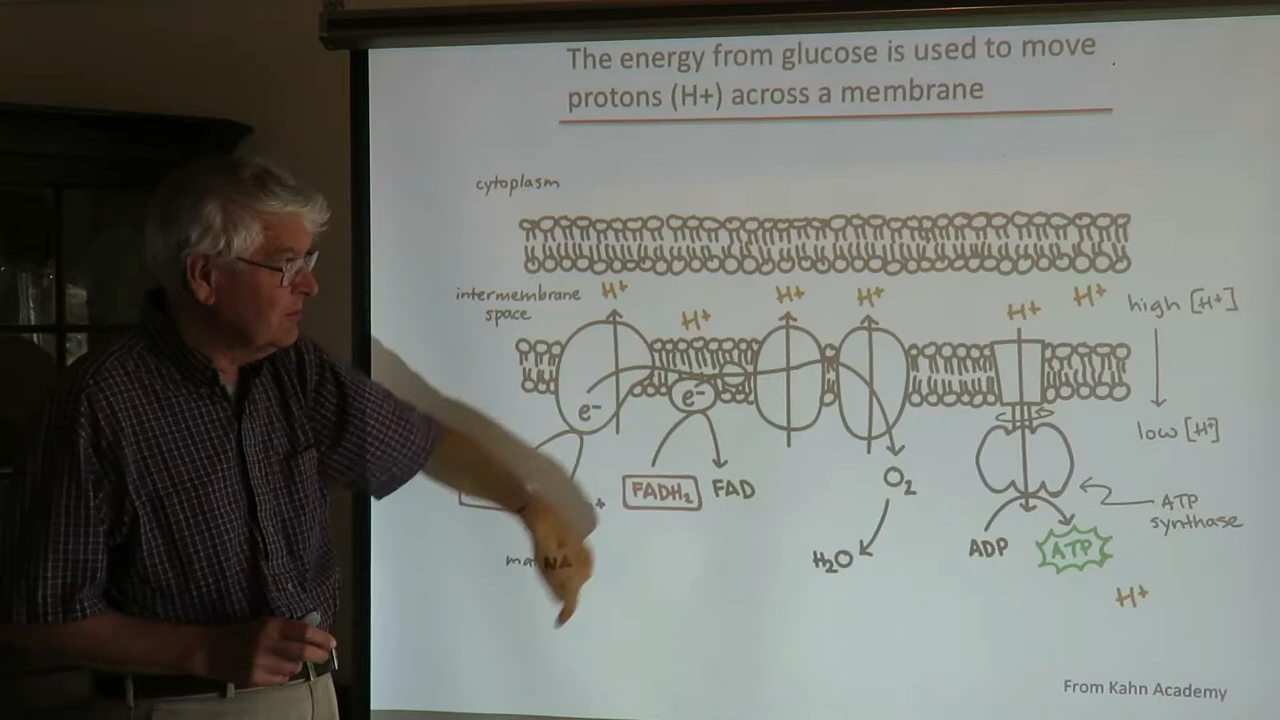 The energy from glucose is used to move
protons (H+) across a membrane
cytoplasm
intermembrane
space
H+
H+
H+
H+
H+
H+
high [H+]
low [H+]
e-
e-
FADH2
FAD
+
O2
H2O
ADP
ATP
ATP
synthase
H+
From Kahn Academy